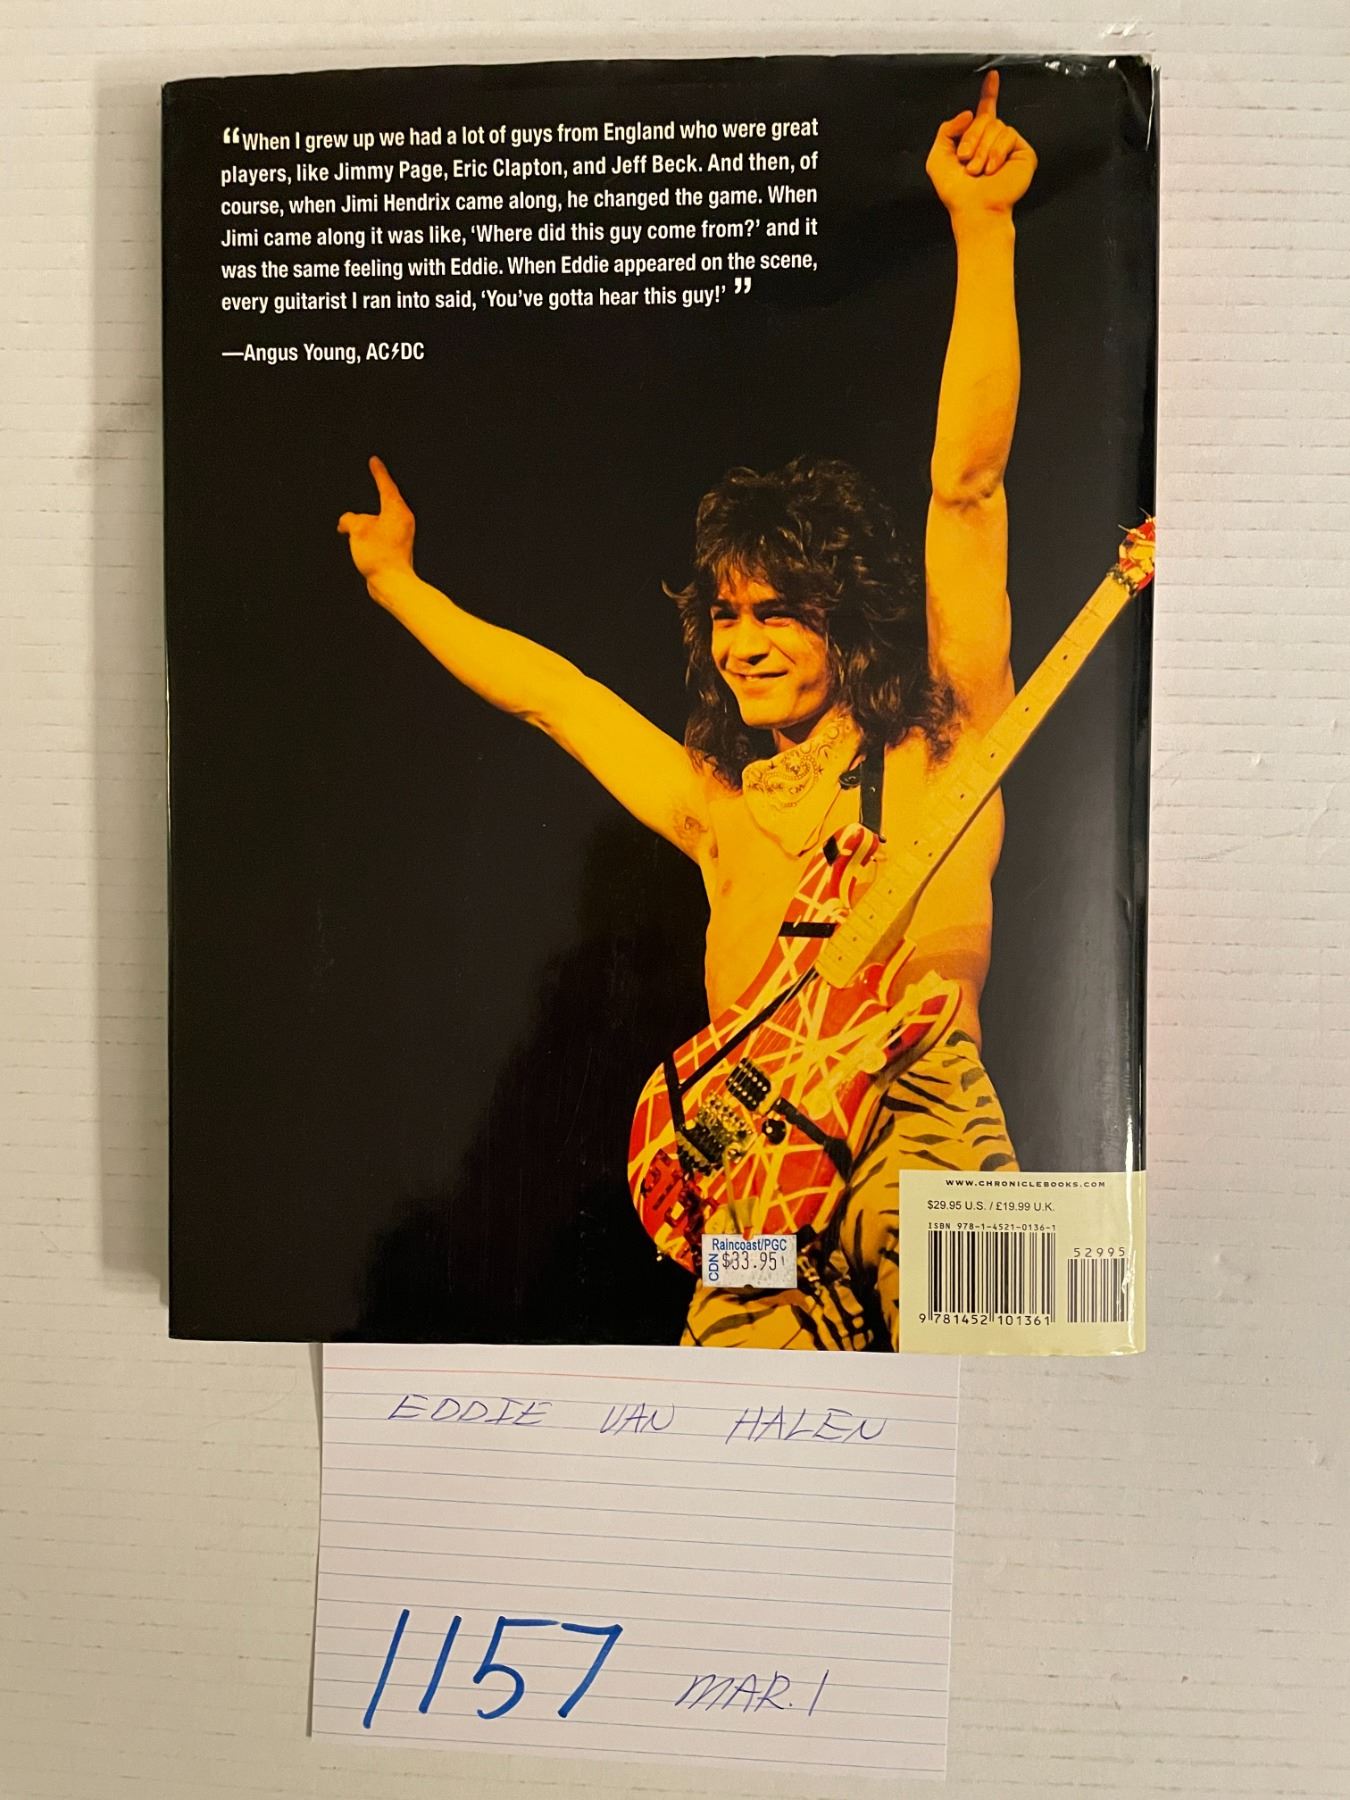 “When I grew up we had a lot of guys from England who were great
players, like Jimmy Page, Eric Clapton, and Jeff Beck. And then, of
course, when Jimi Hendrix came along, he changed the game. When
Jimi came along it was like, ‘Where did this guy come from?’ and it
was the same feeling with Eddie. When Eddie appeared on the scene,
every guitarist I ran into said, ‘You’ve gotta hear this guy!’ ”
—Angus Young, AC⚡DC
WWW.CHRONICLEBOOKS.COM
$29.95 U.S. / £19.99 U.K.
ISBN 978-1-4521-0136-1
52995
9 781452 101361
Raincoast/PGC
CDN $33.95
EDDIE VAN HALEN
1157 MAR. 1